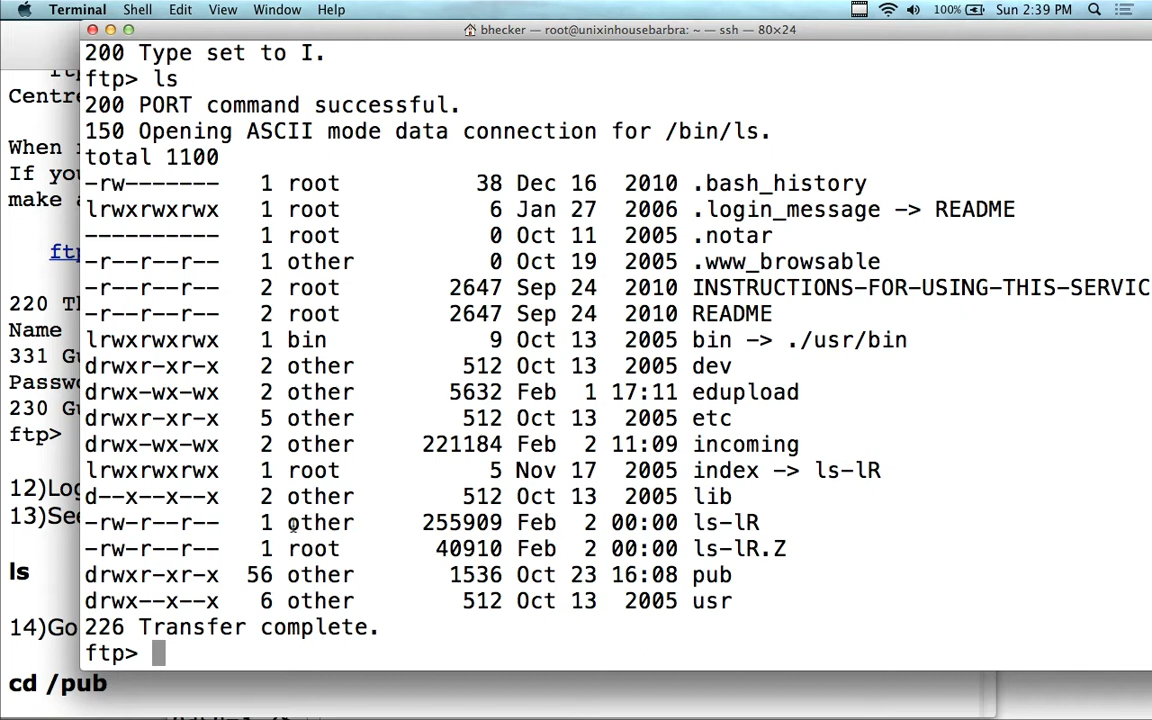 Terminal Shell Edit View Window Help 100% Sun 2:39 PM
bhecker — root@unixinhousebarbra: ~ — ssh — 80×24
200 Type set to I.
ftp> ls
200 PORT command successful.
150 Opening ASCII mode data connection for /bin/ls.
total 1100
-rw------- 1 root 38 Dec 16 2010 .bash_history
lrwxrwxrwx 1 root 6 Jan 27 2006 .login_message -> README
---------- 1 root 0 Oct 11 2005 .notar
-r--r--r-- 1 other 0 Oct 19 2005 .www_browsable
-r--r--r-- 2 root 2647 Sep 24 2010 INSTRUCTIONS-FOR-USING-THIS-SERVIC
-r--r--r-- 2 root 2647 Sep 24 2010 README
lrwxrwxrwx 1 bin 9 Oct 13 2005 bin -> ./usr/bin
drwxr-xr-x 2 other 512 Oct 13 2005 dev
drwx-wx-wx 2 other 5632 Feb 1 17:11 edupload
drwxr-xr-x 5 other 512 Oct 13 2005 etc
drwx-wx-wx 2 other 221184 Feb 2 11:09 incoming
lrwxrwxrwx 1 root 5 Nov 17 2005 index -> ls-lR
d--x--x--x 2 other 512 Oct 13 2005 lib
-rw-r--r-- 1 other 255909 Feb 2 00:00 ls-lR
-rw-r--r-- 1 root 40910 Feb 2 00:00 ls-lR.Z
drwxr-xr-x 56 other 1536 Oct 23 16:08 pub
drwx--x--x 6 other 512 Oct 13 2005 usr
226 Transfer complete.
ftp>
Centre
When
If you
make a
ftp
220 Th
Name
331 Gu
Passwo
230 Gu
ftp>
12)Log
13)See
ls
14)Go
cd /pub